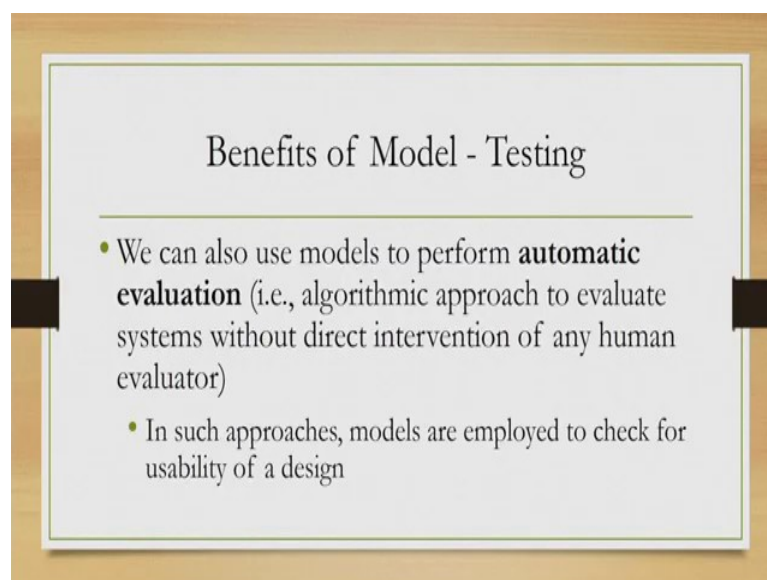 Benefits of Model - Testing
• We can also use models to perform automatic
evaluation (i.e., algorithmic approach to evaluate
systems without direct intervention of any human
evaluator)
• In such approaches, models are employed to check for
usability of a design